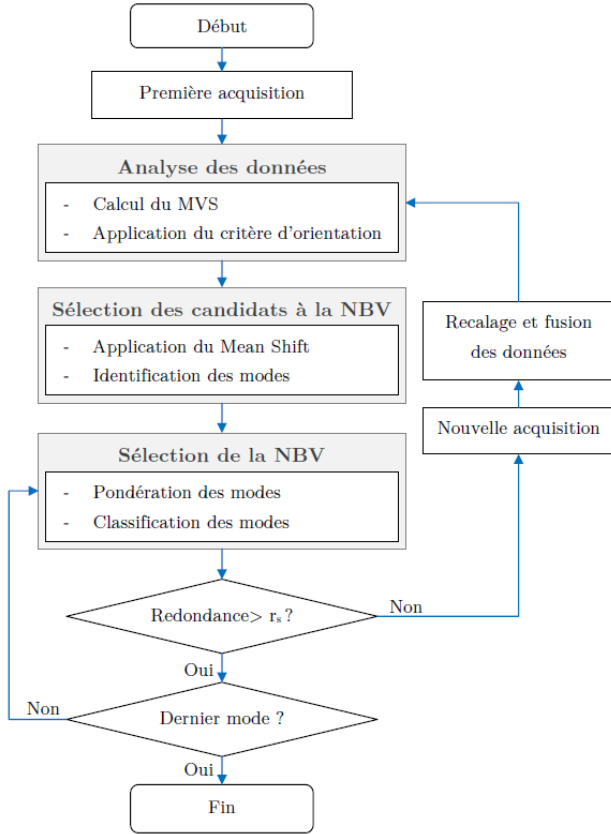 Début
Première acquisition
Analyse des données
- Calcul du MVS
- Application du critère d'orientation
Sélection des candidats à la NBV
- Application du Mean Shift
- Identification des modes
Recalage et fusion
des données
Nouvelle acquisition
Sélection de la NBV
- Pondération des modes
- Classification des modes
Redondance> rₛ ?
Non
Oui
Non
Dernier mode ?
Oui
Fin